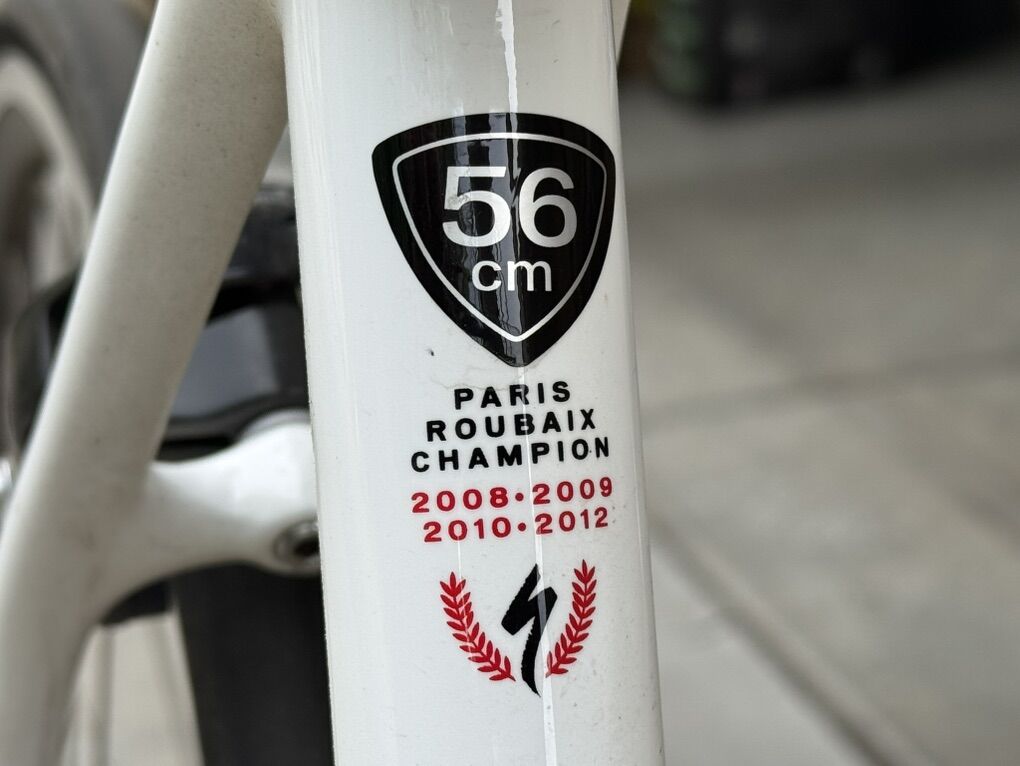 56
cm
PARIS
ROUBAIX
CHAMPION
2008•2009
2010•2012